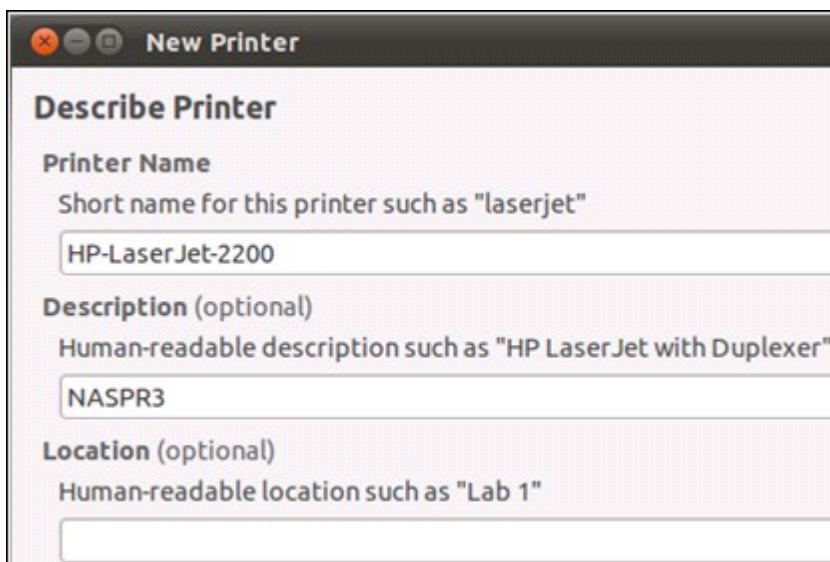 New Printer
Describe Printer
Printer Name
Short name for this printer such as "laserjet"
HP-LaserJet-2200
Description (optional)
Human-readable description such as "HP LaserJet with Duplexer"
NASPR3
Location (optional)
Human-readable location such as "Lab 1"